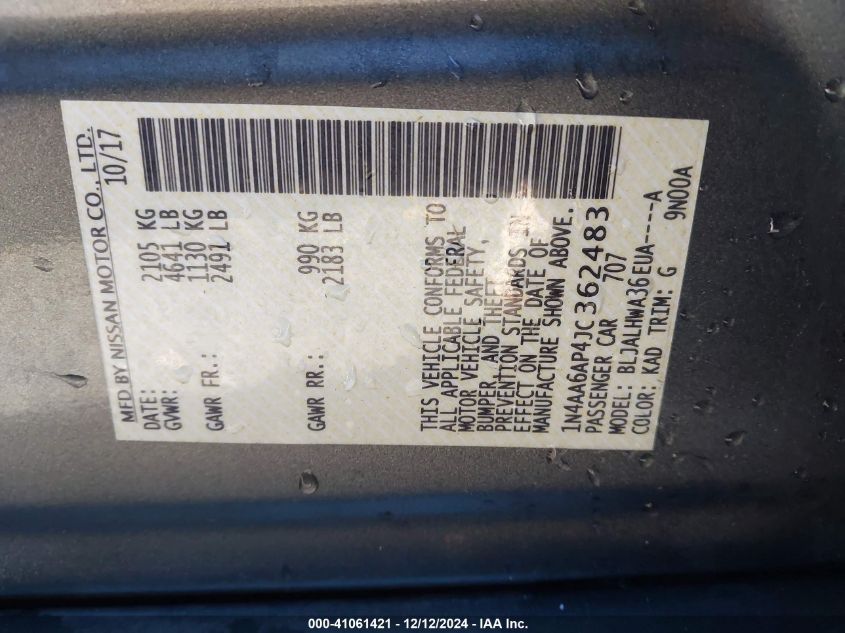 MFD BY NISSAN MOTOR CO., LTD.
DATE: 10/17
GVWR: 2105 KG
4641 LB
GAWR FR.: 1130 KG
2491 LB
GAWR RR.: 990 KG
2183 LB
THIS VEHICLE CONFORMS TO
ALL APPLICABLE FEDERAL
MOTOR VEHICLE SAFETY,
BUMPER, AND THEFT
PREVENTION STANDARDS IN
EFFECT ON THE DATE OF
MANUFACTURE SHOWN ABOVE.
1N4AA6AP4JC362483
PASSENGER CAR 707
MODEL: BLJALHWA36EUA----A
COLOR: KAD TRIM: G 9N00A
000-41061421 - 12/12/2024 - IAA Inc.